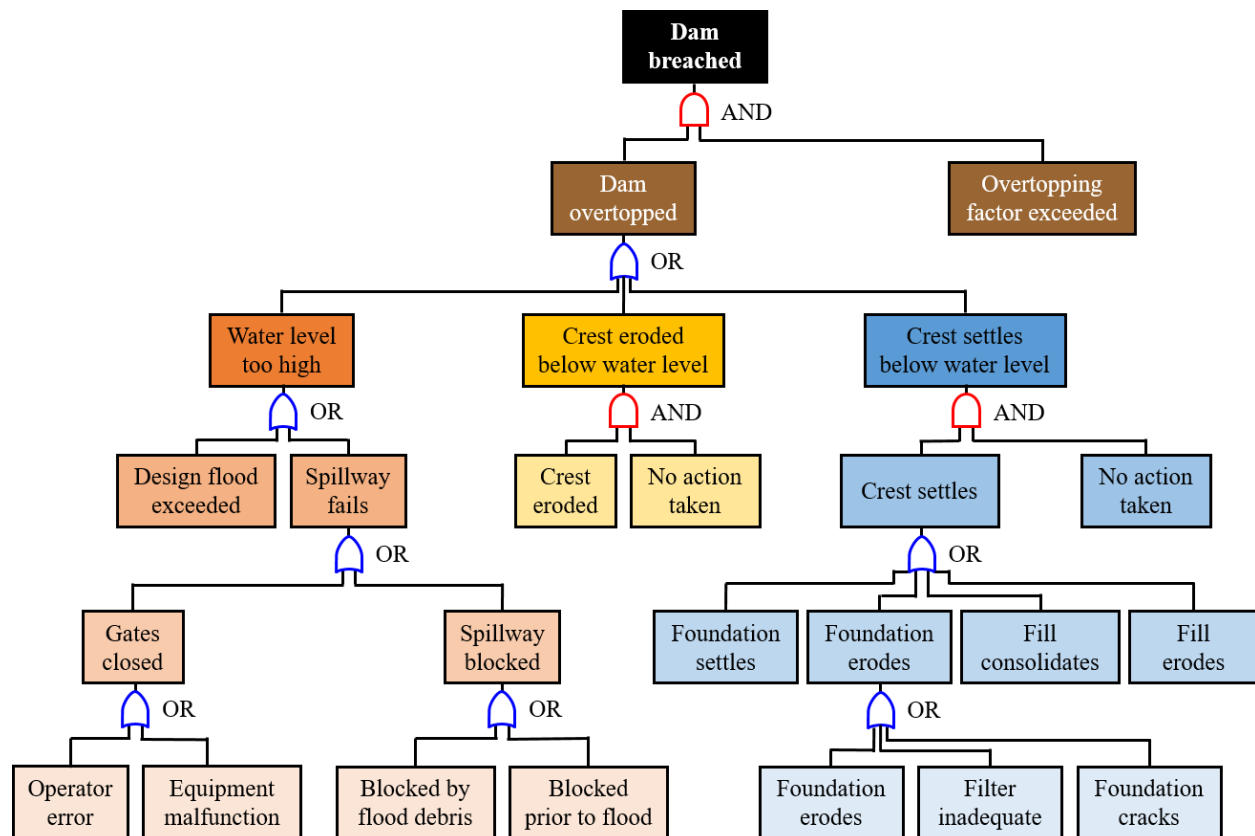 Dam
breached
AND
Dam
overtopped
Overtopping
factor exceeded
OR
Water level
too high
Crest eroded
below water level
Crest settles
below water level
OR
AND
AND
Design flood
exceeded
Spillway
fails
Crest
eroded
No action
taken
Crest settles
No action
taken
OR
OR
Gates
closed
Spillway
blocked
Foundation
settles
Foundation
erodes
Fill
consolidates
Fill
erodes
OR
OR
OR
Operator
error
Equipment
malfunction
Blocked by
flood debris
Blocked
prior to flood
Foundation
erodes
Filter
inadequate
Foundation
cracks